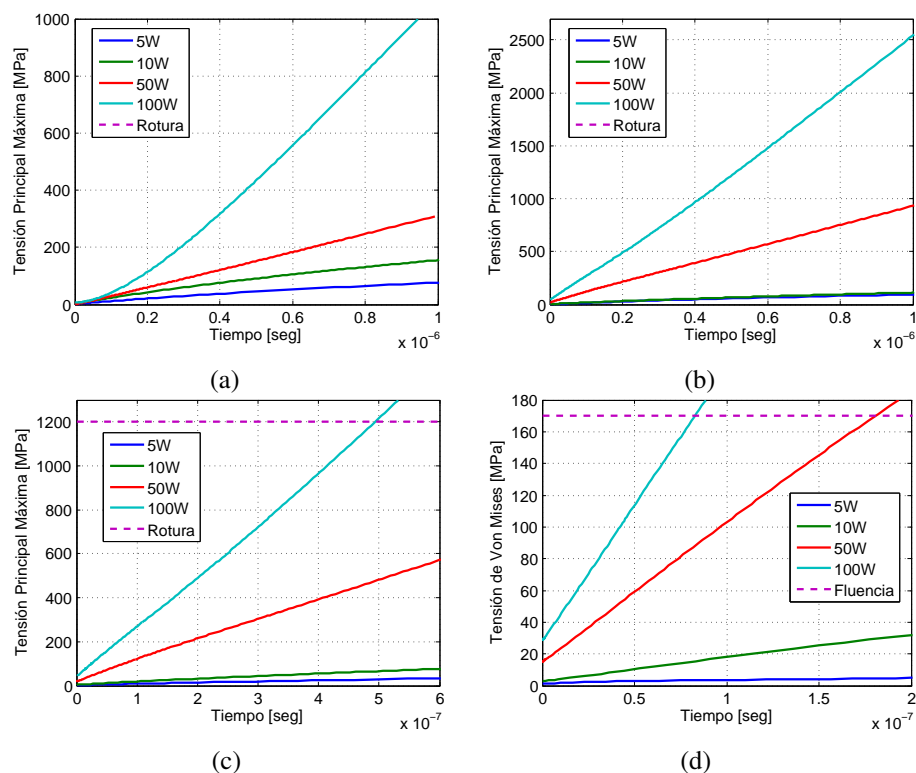 1000
800
600
400
200
0
Tensión Principal Máxima [MPa]
5W
10W
50W
100W
Rotura
0 0.2 0.4 0.6 0.8 1
Tiempo [seg]
x 10⁻⁶
(a)
2500
2000
1500
1000
500
0
Tensión Principal Máxima [MPa]
5W
10W
50W
100W
Rotura
0 0.2 0.4 0.6 0.8 1
Tiempo [seg]
x 10⁻⁶
(b)
1200
1000
800
600
400
200
0
Tensión Principal Máxima [MPa]
5W
10W
50W
100W
Rotura
0 1 2 3 4 5 6
Tiempo [seg]
x 10⁻⁷
(c)
180
160
140
120
100
80
60
40
20
0
Tensión de Von Mises [MPa]
5W
10W
50W
100W
Fluencia
0 0.5 1 1.5 2
Tiempo [seg]
x 10⁻⁷
(d)